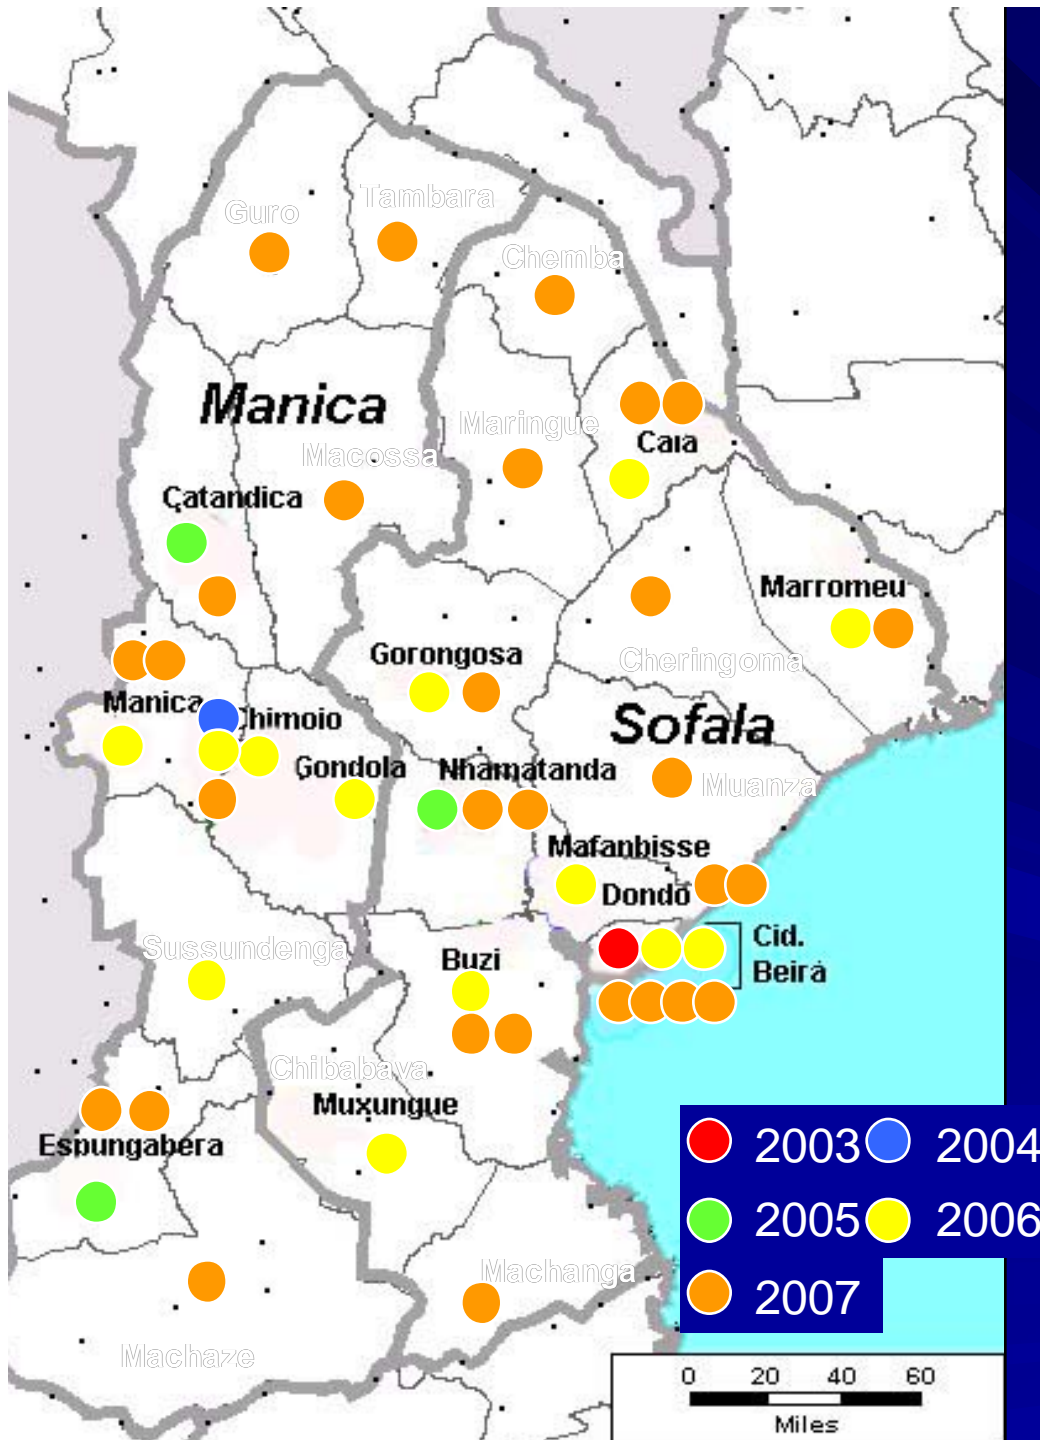 Tambara
Guro
Chemba
Manica
Maringue
Caia
Macossa
Catandica
Marromeu
Gorongosa
Cheringoma
Manica
Chimoio
Sofala
Gondola
Nhamatanda
Muanza
Mafanbisse
Dondo
Cid.
Beira
Sussundenga
Buzi
Chibabava
Muxungue
Espungabera
Machanga
Machaze
2003 2004
2005 2006
2007
0 20 40 60
Miles